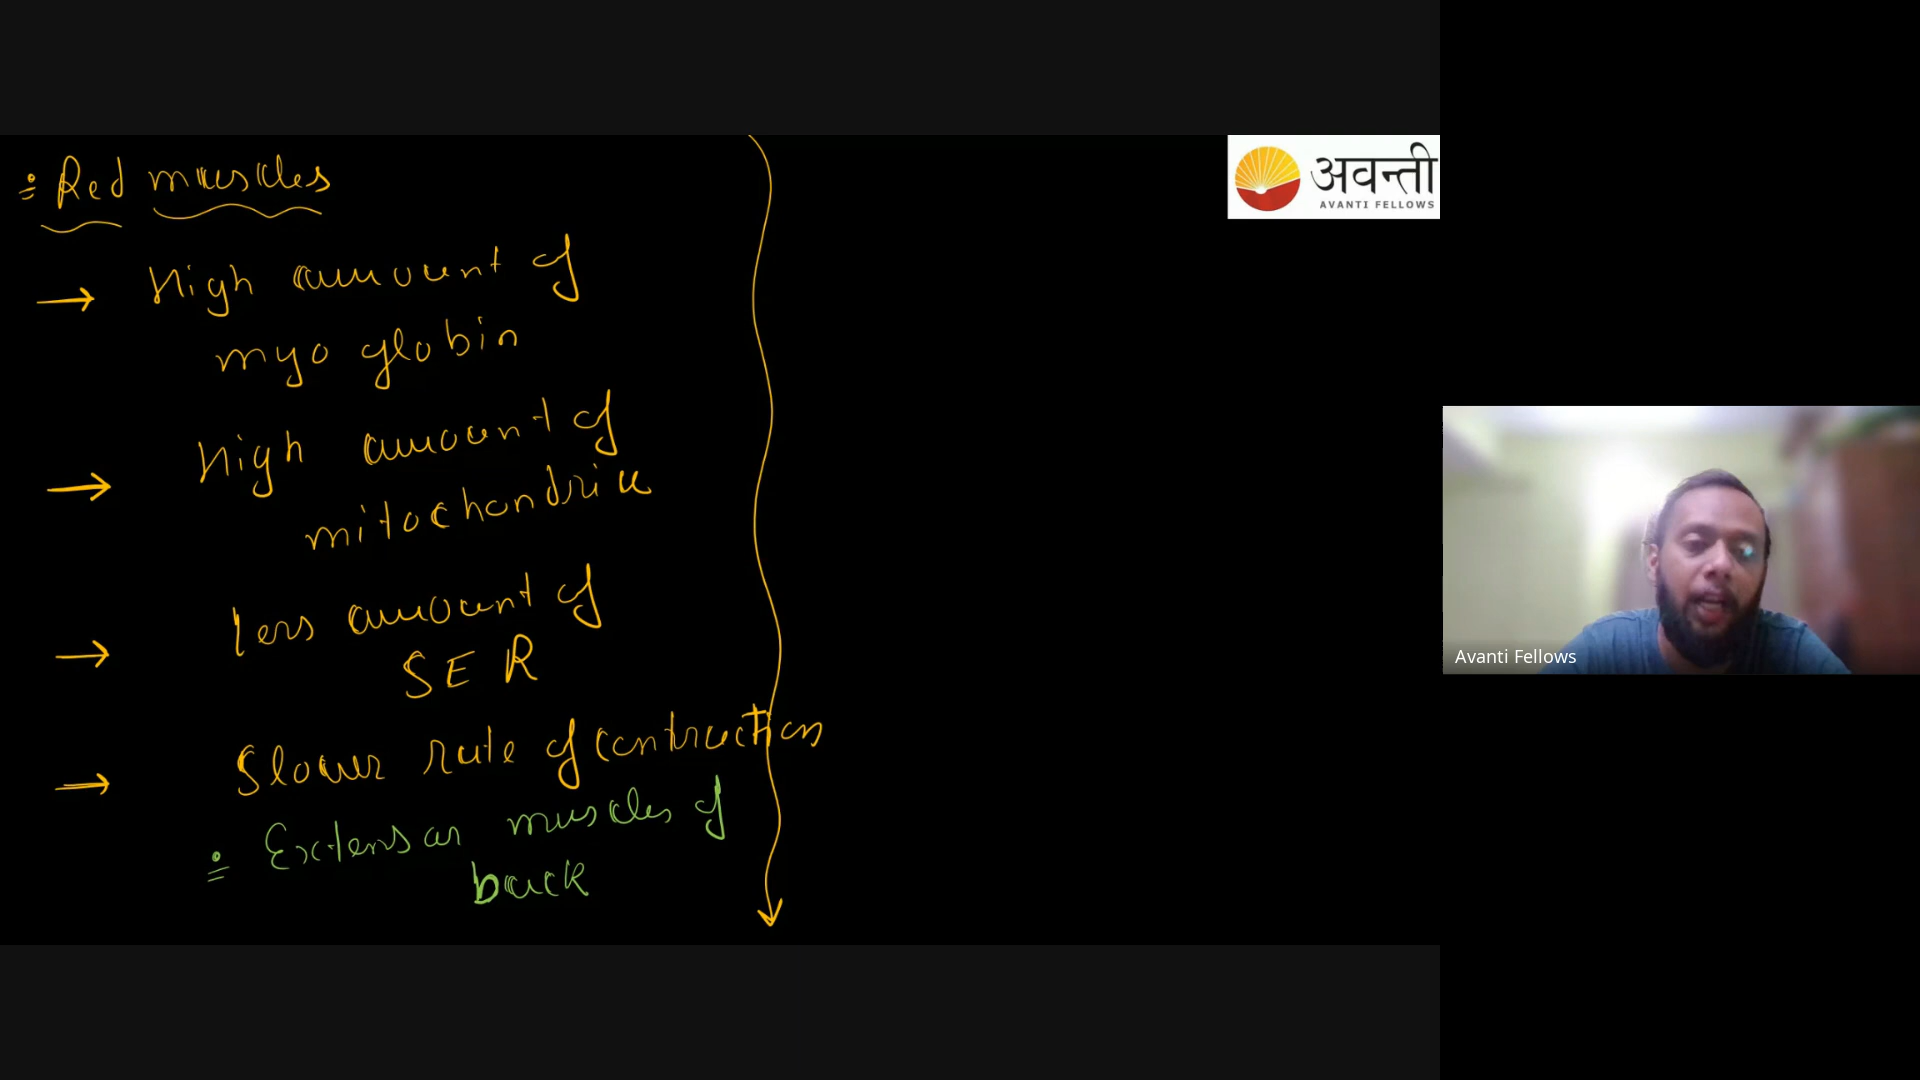 Red muscles
→ High amount of
myo globin
→ High amount of
mitochondria
→ less amount of
SER
→ Slower rate of contraction
Extensor muscles of
back
अवन्ती
AVANTI FELLOWS
Avanti Fellows